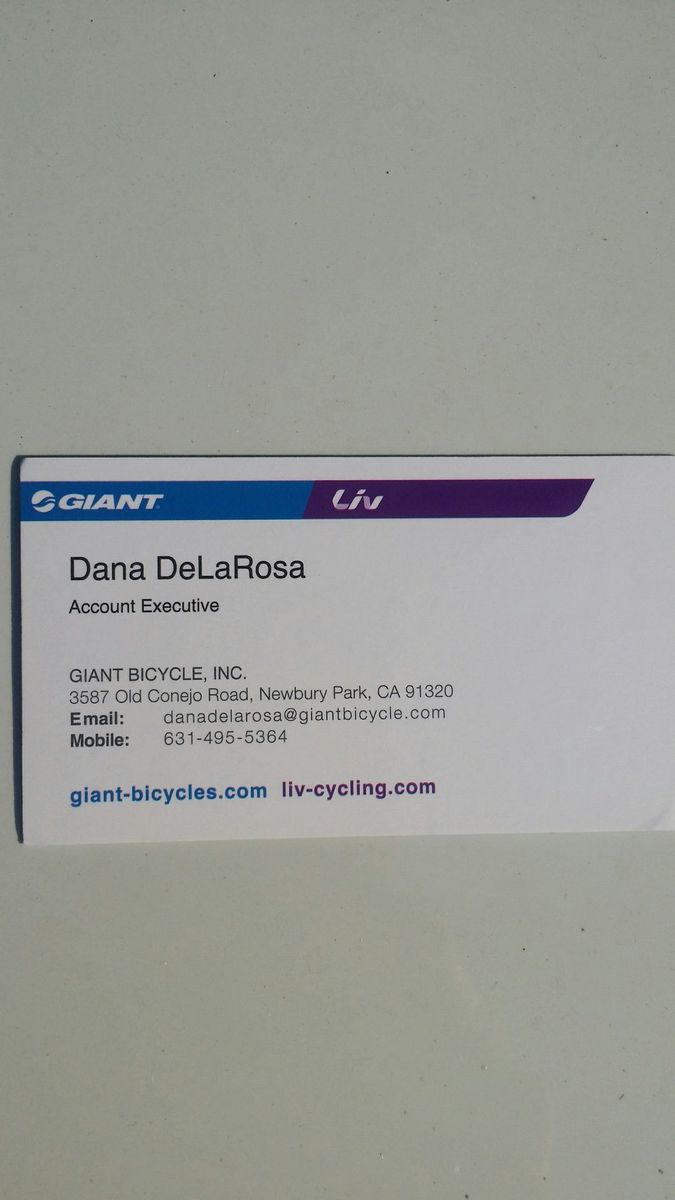 GIANT Liv
Dana DeLaRosa
Account Executive
GIANT BICYCLE, INC.
3587 Old Conejo Road, Newbury Park, CA 91320
Email: danadelarosa@giantbicycle.com
Mobile: 631-495-5364
giant-bicycles.com liv-cycling.com